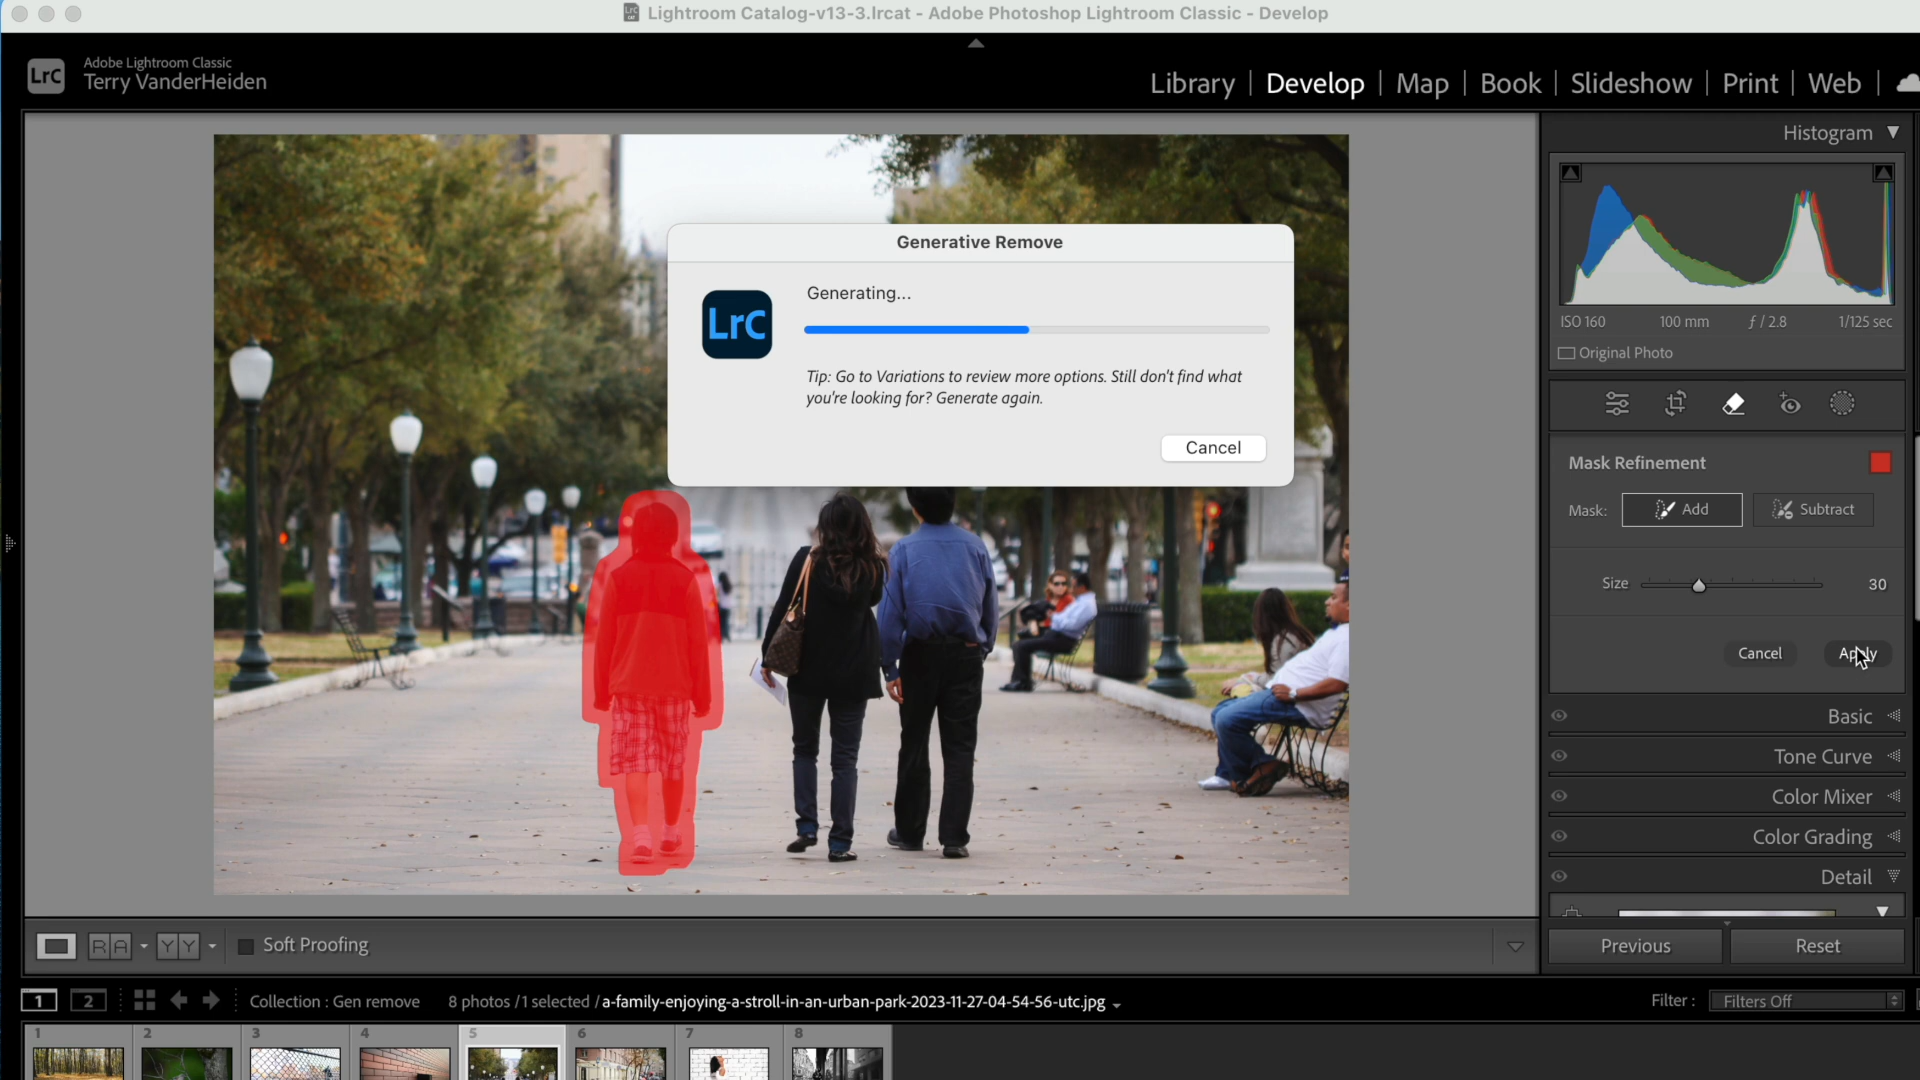 Lightroom Catalog-v13-3.lrcat - Adobe Photoshop Lightroom Classic - Develop
LrC
Adobe Lightroom Classic
Terry VanderHeiden
Library | Develop | Map | Book | Slideshow | Print | Web |
Histogram
ISO 160 100 mm ƒ / 2.8 1/125 sec
Original Photo
Generative Remove
LrC
Generating...
Tip: Go to Variations to review more options. Still don't find what
you're looking for? Generate again.
Cancel
Mask Refinement
Mask: Add Subtract
Size 30
Cancel Apply
Basic
Tone Curve
Color Mixer
Color Grading
Detail
R A Y Y Soft Proofing
Previous Reset
1 2 Collection : Gen remove 8 photos / 1 selected / a-family-enjoying-a-stroll-in-an-urban-park-2023-11-27-04-54-56-utc.jpg
Filter : Filters Off
1 2 3 4 5 6 7 8